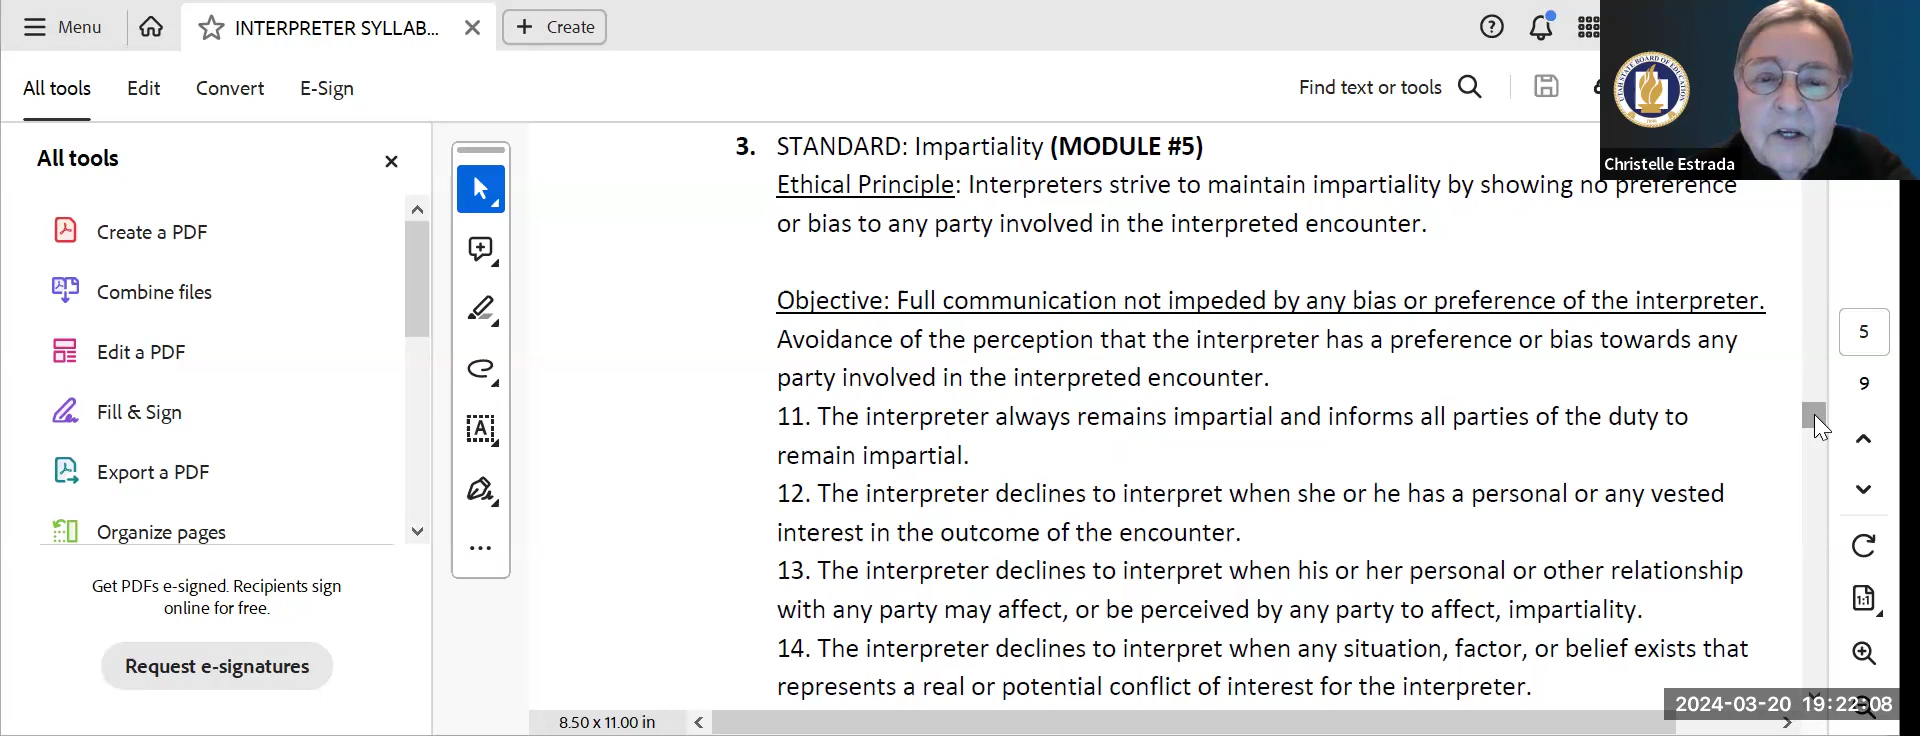 Menu
INTERPRETER SYLLAB...
Create
All tools
Edit
Convert
E-Sign
Find text or tools
UTAH STATE BOARD OF EDUCATION
Christelle Estrada
All tools
Create a PDF
Combine files
Edit a PDF
Fill & Sign
Export a PDF
Organize pages
Get PDFs e-signed. Recipients sign
online for free.
Request e-signatures
A
3. STANDARD: Impartiality (MODULE #5)
Ethical Principle: Interpreters strive to maintain impartiality by showing no preference
or bias to any party involved in the interpreted encounter.
Objective: Full communication not impeded by any bias or preference of the interpreter.
Avoidance of the perception that the interpreter has a preference or bias towards any
party involved in the interpreted encounter.
11. The interpreter always remains impartial and informs all parties of the duty to
remain impartial.
12. The interpreter declines to interpret when she or he has a personal or any vested
interest in the outcome of the encounter.
13. The interpreter declines to interpret when his or her personal or other relationship
with any party may affect, or be perceived by any party to affect, impartiality.
14. The interpreter declines to interpret when any situation, factor, or belief exists that
represents a real or potential conflict of interest for the interpreter.
8.50 x 11.00 in
5
9
1:1
2024-03-20 19:22:08